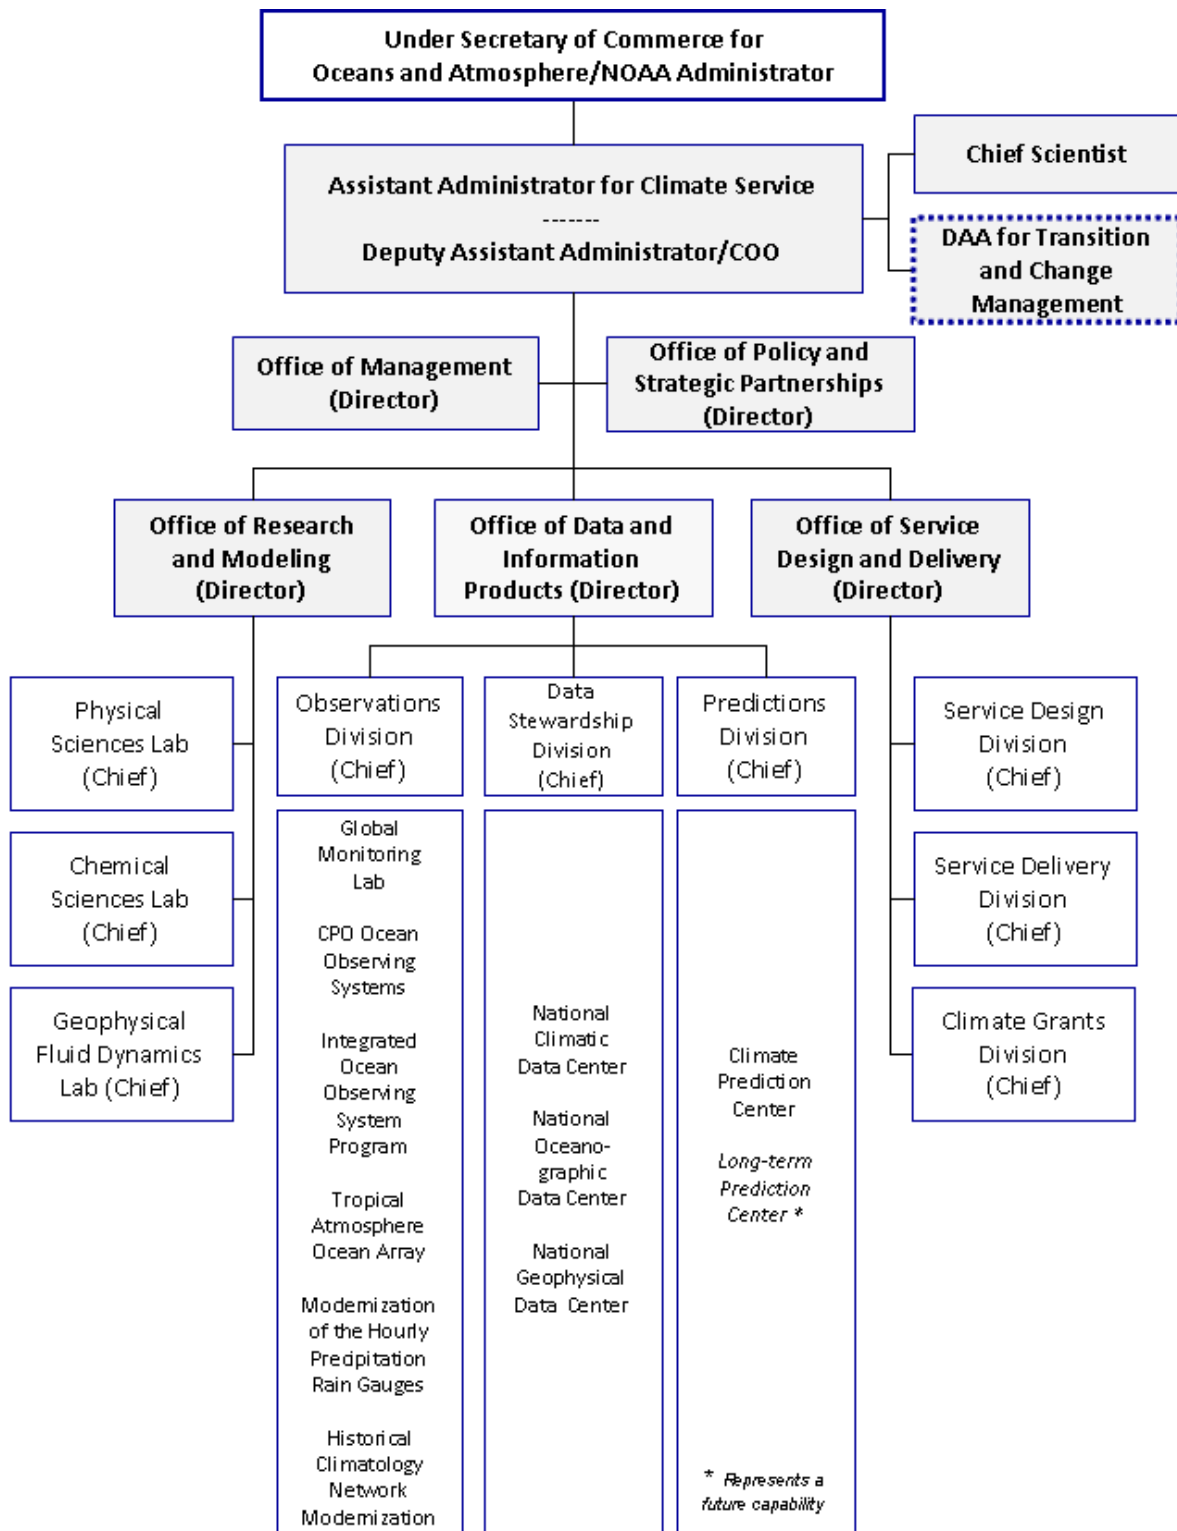 Under Secretary of Commerce for
Oceans and Atmosphere/NOAA Administrator
Assistant Administrator for Climate Service
-------
Deputy Assistant Administrator/COO
Chief Scientist
DAA for Transition
and Change
Management
Office of Management
(Director)
Office of Policy and
Strategic Partnerships
(Director)
Office of Research
and Modeling
(Director)
Office of Data and
Information
Products (Director)
Office of Service
Design and Delivery
(Director)
Physical
Sciences Lab
(Chief)
Chemical
Sciences Lab
(Chief)
Geophysical
Fluid Dynamics
Lab (Chief)
Observations
Division
(Chief)
Global
Monitoring
Lab
CPO Ocean
Observing
Systems
Integrated
Ocean
Observing
System
Program
Tropical
Atmosphere
Ocean Array
Modernization
of the Hourly
Precipitation
Rain Gauges
Historical
Climatology
Network
Modernization
Data
Stewardship
Division
(Chief)
National
Climatic
Data Center
National
Oceano-
graphic
Data Center
National
Geophysical
Data Center
Predictions
Division
(Chief)
Climate
Prediction
Center
Long-term
Prediction
Center *
* Represents a
future capability
Service Design
Division
(Chief)
Service Delivery
Division
(Chief)
Climate Grants
Division
(Chief)